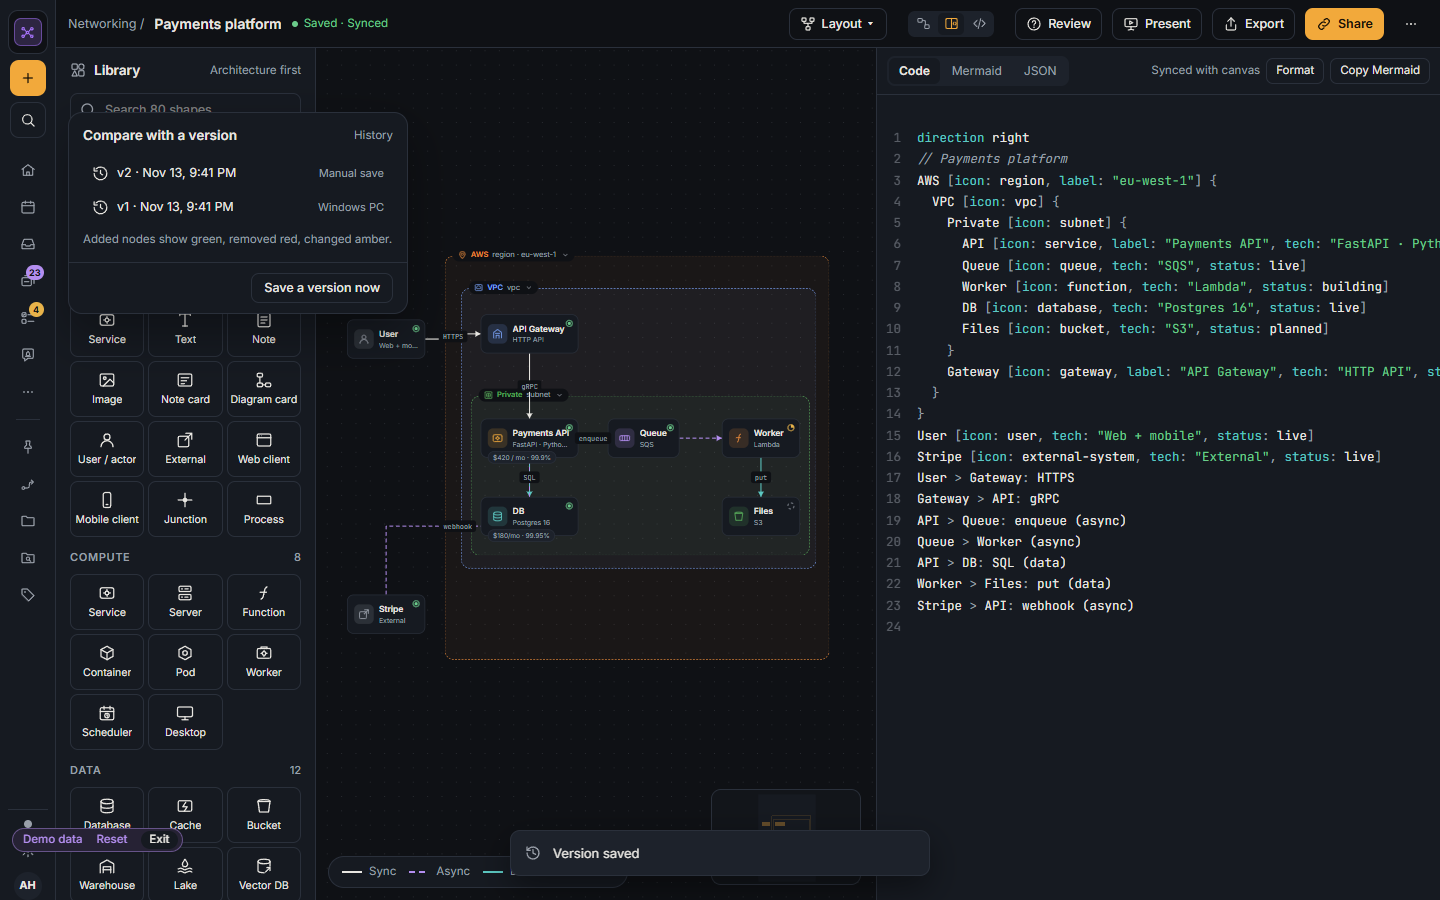 Networking / Payments platform Saved · Synced
Layout
Review
Present
Export
Share
Library
Architecture first
Search 80 shapes
Compare with a version
History
v2 · Nov 13, 9:41 PM
Manual save
v1 · Nov 13, 9:41 PM
Windows PC
Added nodes show green, removed red, changed amber.
Save a version now
23
4
Service
Text
Note
Image
Note card
Diagram card
User / actor
External
Web client
Mobile client
Junction
Process
COMPUTE
8
Service
Server
Function
Container
Pod
Worker
Scheduler
Desktop
DATA
12
Database
Cache
Bucket
Demo data
Reset
Exit
Warehouse
Lake
Vector DB
AH
AWS region · eu-west-1
VPC vpc
User
Web + mo...
HTTPS
API Gateway
HTTP API
gRPC
Private subnet
Payments API
FastAPI · Pytho...
$420 / mo · 99.9%
enqueue
Queue
SQS
Worker
Lambda
SQL
put
DB
Postgres 16
$180/mo · 99.95%
Files
S3
webhook
Stripe
External
Sync
Async
Version saved
Code
Mermaid
JSON
Synced with canvas
Format
Copy Mermaid
1 direction right
2 // Payments platform
3 AWS [icon: region, label: "eu-west-1"] {
4 VPC [icon: vpc] {
5 Private [icon: subnet] {
6 API [icon: service, label: "Payments API", tech: "FastAPI · Pyth
7 Queue [icon: queue, tech: "SQS", status: live]
8 Worker [icon: function, tech: "Lambda", status: building]
9 DB [icon: database, tech: "Postgres 16", status: live]
10 Files [icon: bucket, tech: "S3", status: planned]
11 }
12 Gateway [icon: gateway, label: "API Gateway", tech: "HTTP API", st
13 }
14 }
15 User [icon: user, tech: "Web + mobile", status: live]
16 Stripe [icon: external-system, tech: "External", status: live]
17 User > Gateway: HTTPS
18 Gateway > API: gRPC
19 API > Queue: enqueue (async)
20 Queue > Worker (async)
21 API > DB: SQL (data)
22 Worker > Files: put (data)
23 Stripe > API: webhook (async)
24